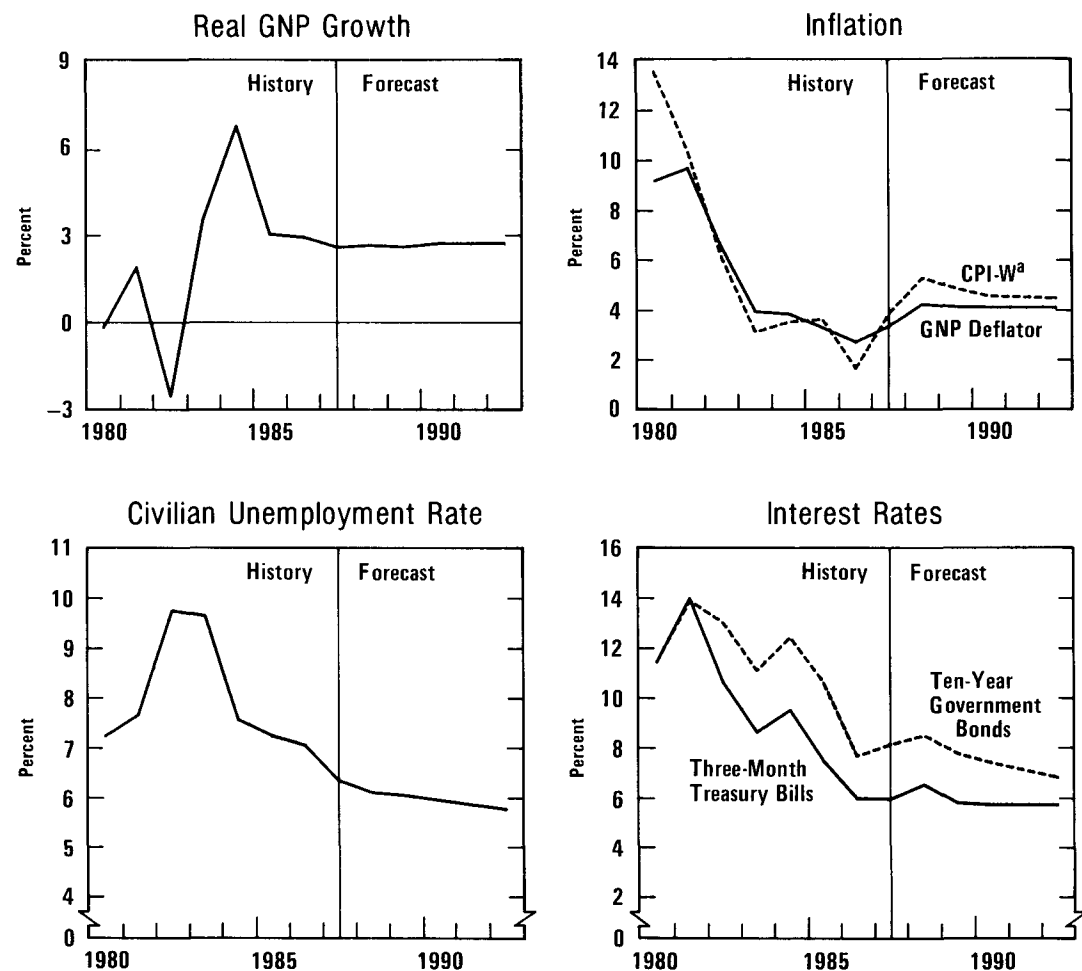 Real GNP Growth
9
6
3
0
−3
Percent
History
Forecast
1980
1985
1990
Inflation
14
12
10
8
6
4
2
0
Percent
History
Forecast
CPI-Wª
GNP Deflator
1980
1985
1990
Civilian Unemployment Rate
11
10
9
8
7
6
5
4
0
Percent
History
Forecast
1980
1985
1990
Interest Rates
16
14
12
10
8
6
4
2
0
Percent
History
Forecast
Ten-Year
Government
Bonds
Three-Month
Treasury Bills
1980
1985
1990